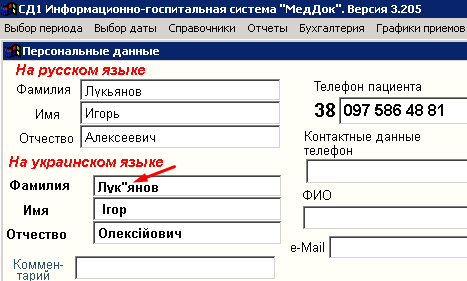 СД1 Информационно-госпитальная система "МедДок". Версия 3.205
Выбор периода Выбор даты Справочники Отчеты Бухгалтерия Графики приемов
Персональные данные
На русском языке
Фамилия Лукьянов
Имя Игорь
Отчество Алексеевич
На украинском языке
Фамилия Лук"янов
Имя Ігор
Отчество Олексійович
Коммен-
тарий
Телефон пациента
38 097 586 48 81
Контактные данные
телефон
ФИО
e-Mail